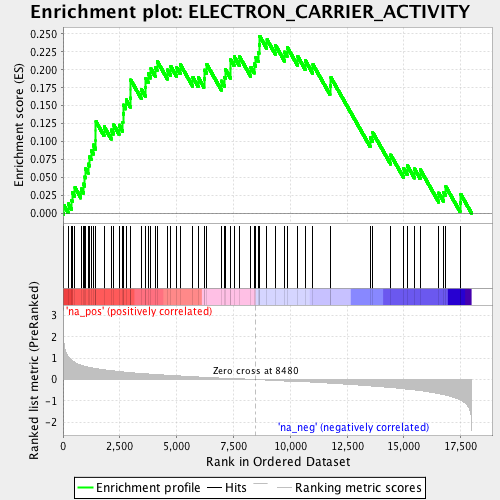 Enrichment plot: ELECTRON_CARRIER_ACTIVITY
Enrichment score (ES)
0.250
0.225
0.200
0.175
0.150
0.125
0.100
0.075
0.050
0.025
0.000
'na_pos' (positively correlated)
Ranked list metric (PreRanked)
3
2
1
0
-1
-2
Zero cross at 8480
'na_neg' (negatively correlated)
0
2,500
5,000
7,500
10,000
12,500
15,000
17,500
Rank in Ordered Dataset
Enrichment profile
Hits
Ranking metric scores